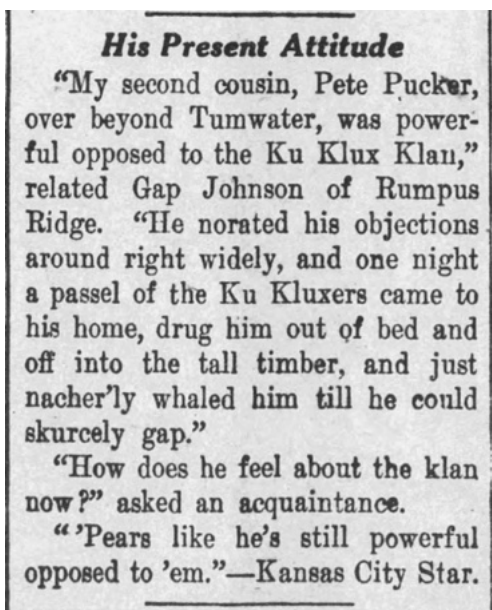 His Present Attitude
"My second cousin, Pete Pucker,
over beyond Tumwater, was power-
ful opposed to the Ku Klux Klan,"
related Gap Johnson of Rumpus
Ridge. "He norated his objections
around right widely, and one night
a passel of the Ku Kluxers came to
his home, drug him out of bed and
off into the tall timber, and just
nacher'ly whaled him till he could
skurcely gap."
"How does he feel about the klan
now?" asked an acquaintance.
"'Pears like he's still powerful
opposed to 'em."—Kansas City Star.